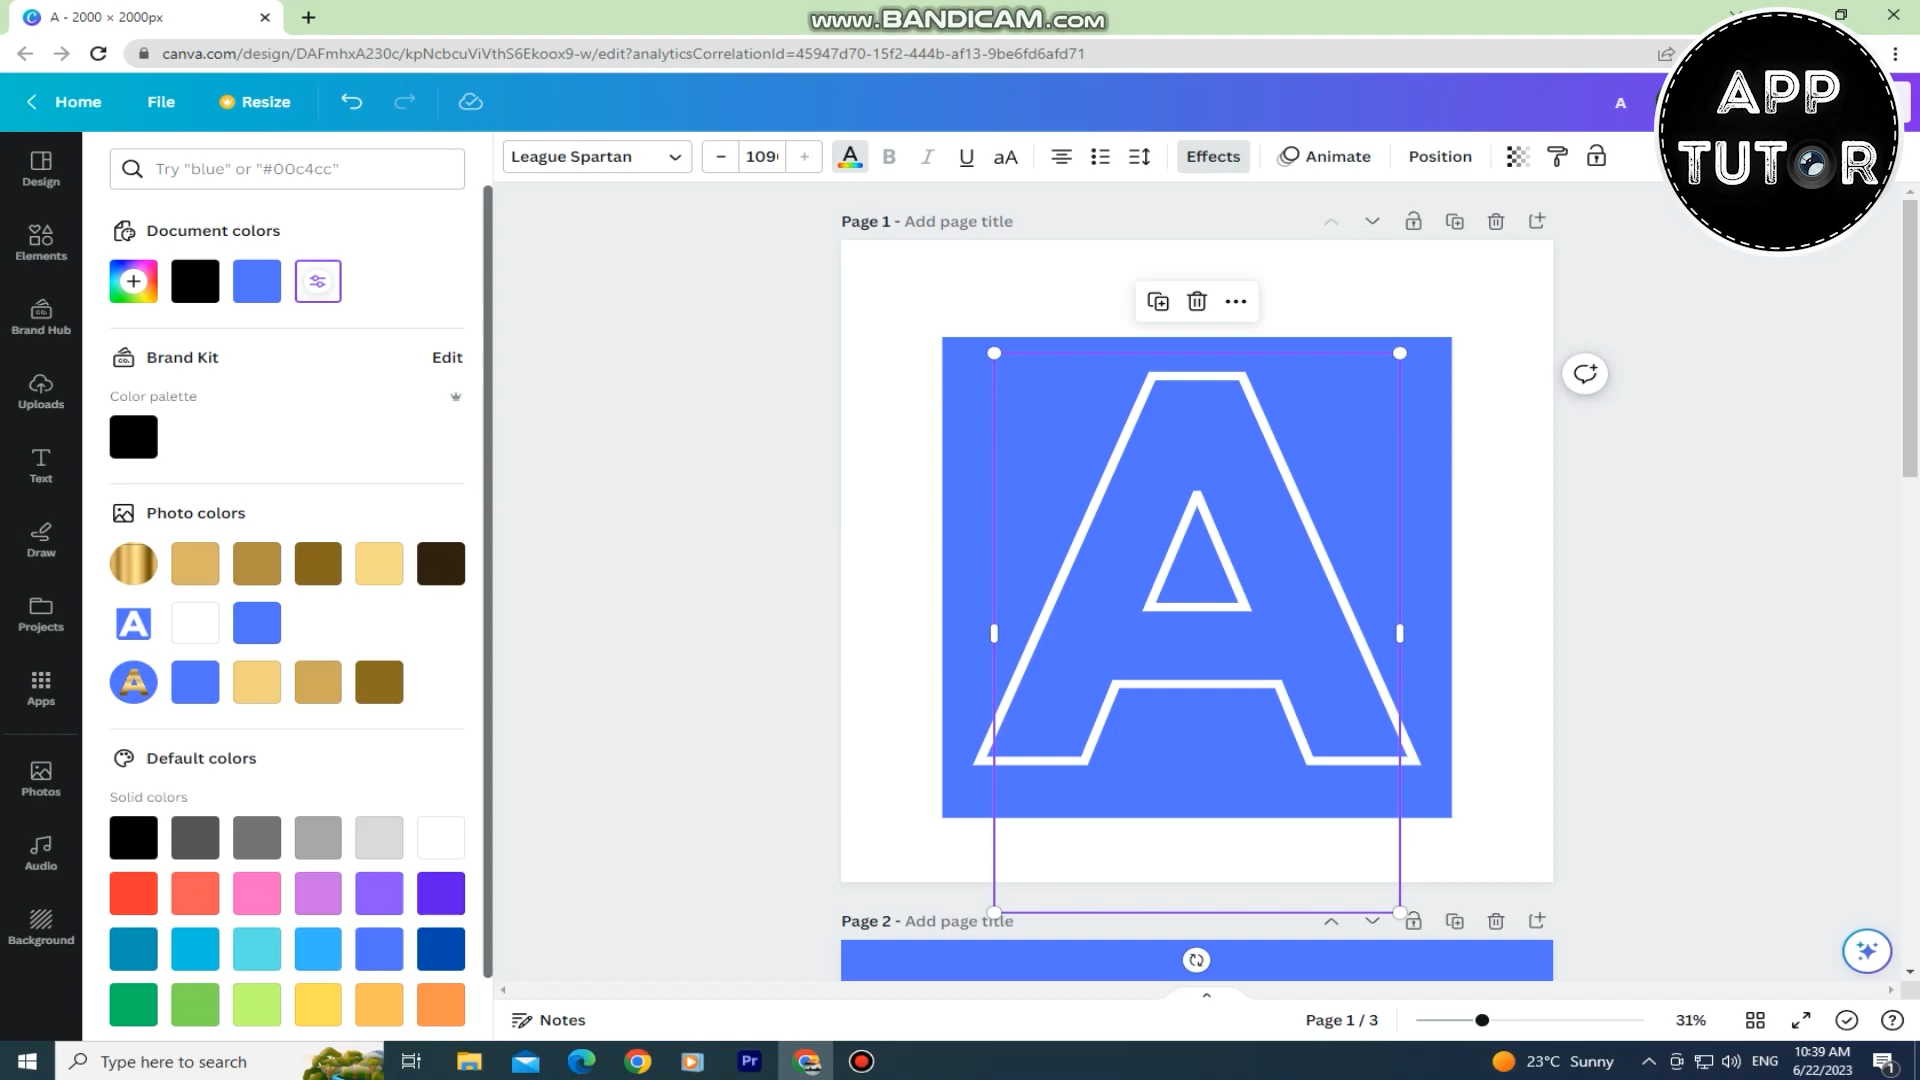 A - 2000 × 2000px
www.BANDICAM.com
canva.com/design/DAFmhxA230c/kpNcbcuViVthS6Ekoox9-w/edit?analyticsCorrelationId=45947d70-15f2-444b-af13-9be6fd6afd71
Home
File
Resize
A
APP
TUTOR
Try "blue" or "#00c4cc"
League Spartan
109
A
B
I
U
aA
Effects
Animate
Position
Design
Elements
Brand Hub
Uploads
Text
Draw
Projects
Apps
Photos
Audio
Background
Document colors
Brand Kit
Edit
CO.
Color palette
Photo colors
A
A
Default colors
Solid colors
Page 1 - Add page title
A
Page 2 - Add page title
Notes
Page 1 / 3
31%
Type here to search
Pr
23°C Sunny
ENG
10:39 AM
6/22/2023
1